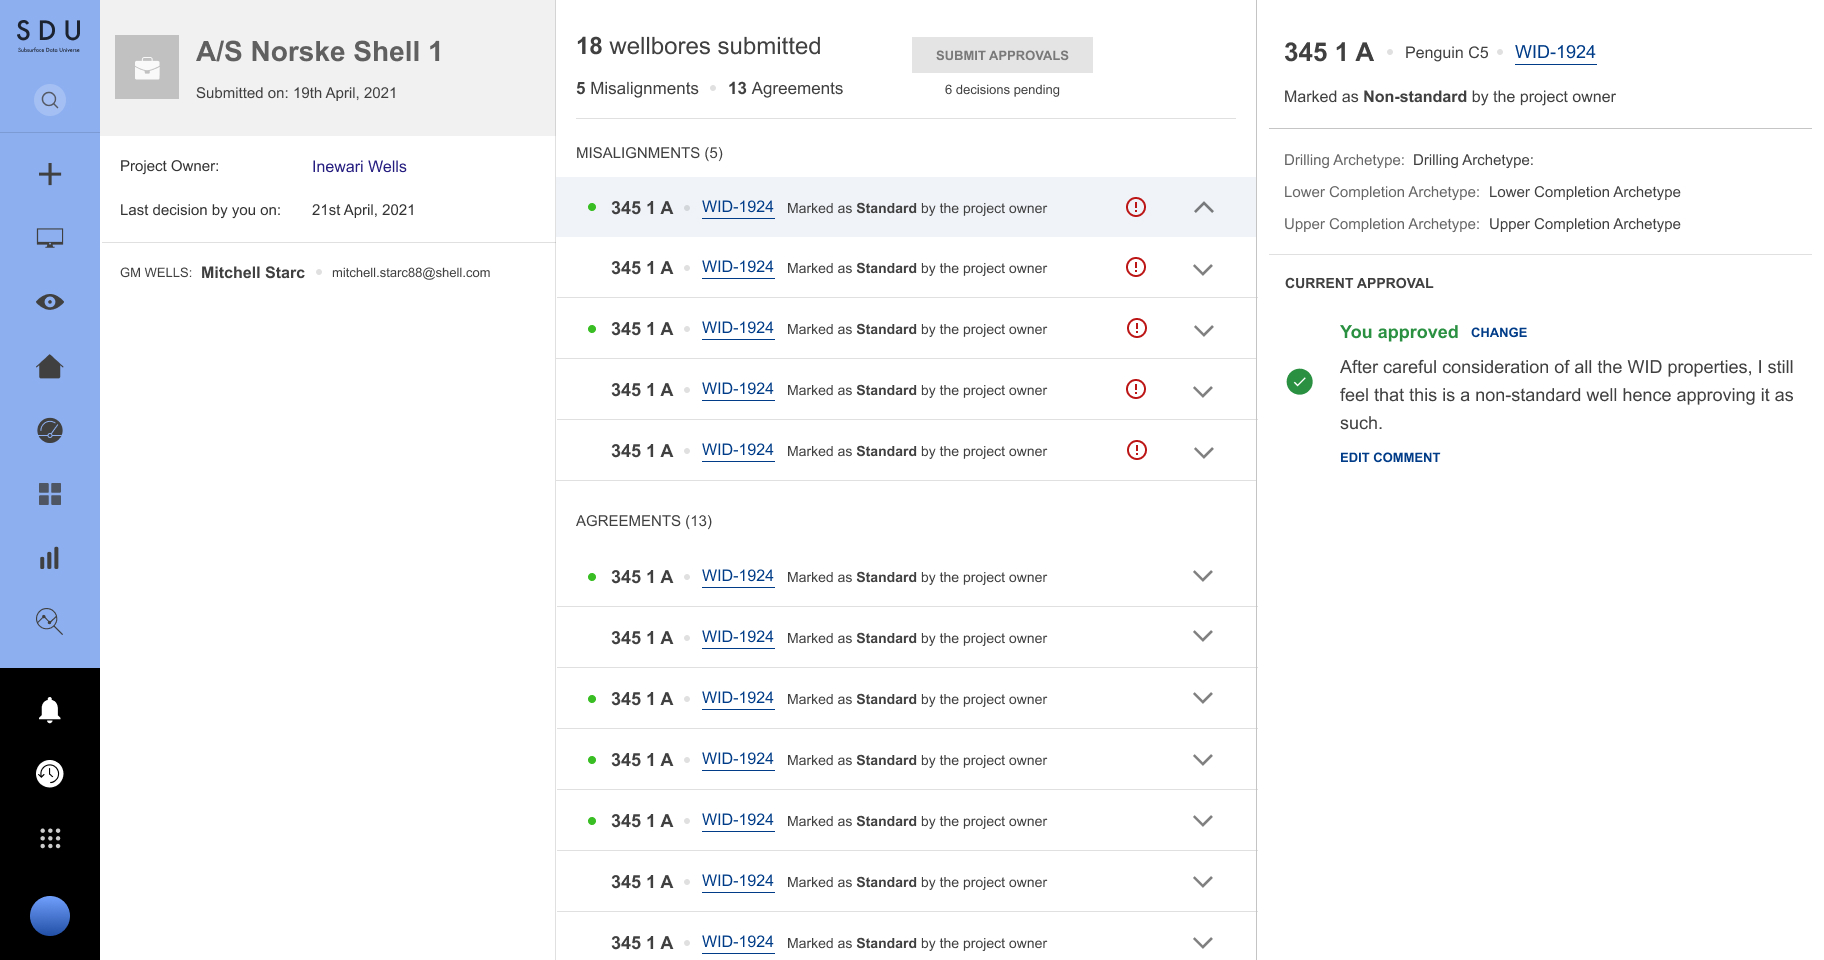 SDU
Subsurface Data Universe
A/S Norske Shell 1
Submitted on: 19th April, 2021
Project Owner: Inewari Wells
Last decision by you on: 21st April, 2021
GM WELLS: Mitchell Starc mitchell.starc88@shell.com
18 wellbores submitted
5 Misalignments 13 Agreements
SUBMIT APPROVALS
6 decisions pending
MISALIGNMENTS (5)
345 1 A WID-1924 Marked as Standard by the project owner
345 1 A WID-1924 Marked as Standard by the project owner
345 1 A WID-1924 Marked as Standard by the project owner
345 1 A WID-1924 Marked as Standard by the project owner
345 1 A WID-1924 Marked as Standard by the project owner
AGREEMENTS (13)
345 1 A WID-1924 Marked as Standard by the project owner
345 1 A WID-1924 Marked as Standard by the project owner
345 1 A WID-1924 Marked as Standard by the project owner
345 1 A WID-1924 Marked as Standard by the project owner
345 1 A WID-1924 Marked as Standard by the project owner
345 1 A WID-1924 Marked as Standard by the project owner
345 1 A WID-1924 Marked as Standard by the project owner
345 1 A Penguin C5 WID-1924
Marked as Non-standard by the project owner
Drilling Archetype: Drilling Archetype:
Lower Completion Archetype: Lower Completion Archetype
Upper Completion Archetype: Upper Completion Archetype
CURRENT APPROVAL
You approved CHANGE
After careful consideration of all the WID properties, I still
feel that this is a non-standard well hence approving it as
such.
EDIT COMMENT